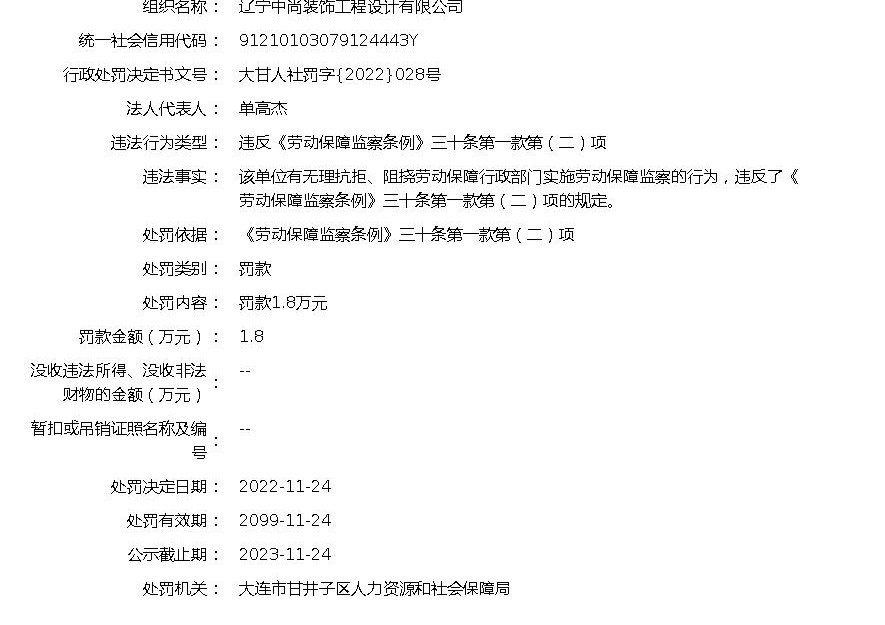 组织名称： 辽宁中尚装饰工程设计有限公司
统一社会信用代码： 91210103079124443Y
行政处罚决定书文号： 大甘人社罚字{2022}028号
法人代表人： 单高杰
违法行为类型： 违反《劳动保障监察条例》三十条第一款第（二）项
违法事实： 该单位有无理抗拒、阻挠劳动保障行政部门实施劳动保障监察的行为，违反了《
劳动保障监察条例》三十条第一款第（二）项的规定。
处罚依据： 《劳动保障监察条例》三十条第一款第（二）项
处罚类别： 罚款
处罚内容： 罚款1.8万元
罚款金额（万元）： 1.8
没收违法所得、没收非法
财物的金额（万元）： --
暂扣或吊销证照名称及编
号： --
处罚决定日期： 2022-11-24
处罚有效期： 2099-11-24
公示截止期： 2023-11-24
处罚机关： 大连市甘井子区人力资源和社会保障局